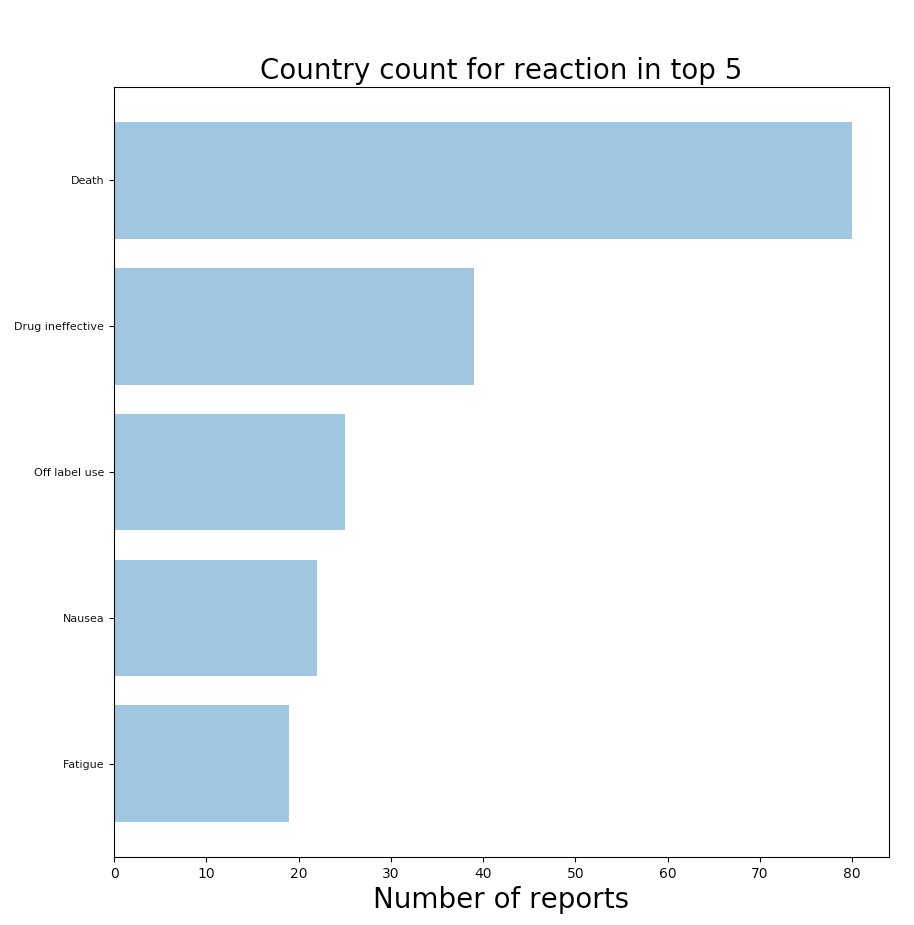 Country count for reaction in top 5
Death
Drug ineffective
Off label use
Nausea
Fatigue
0 10 20 30 40 50 60 70 80
Number of reports